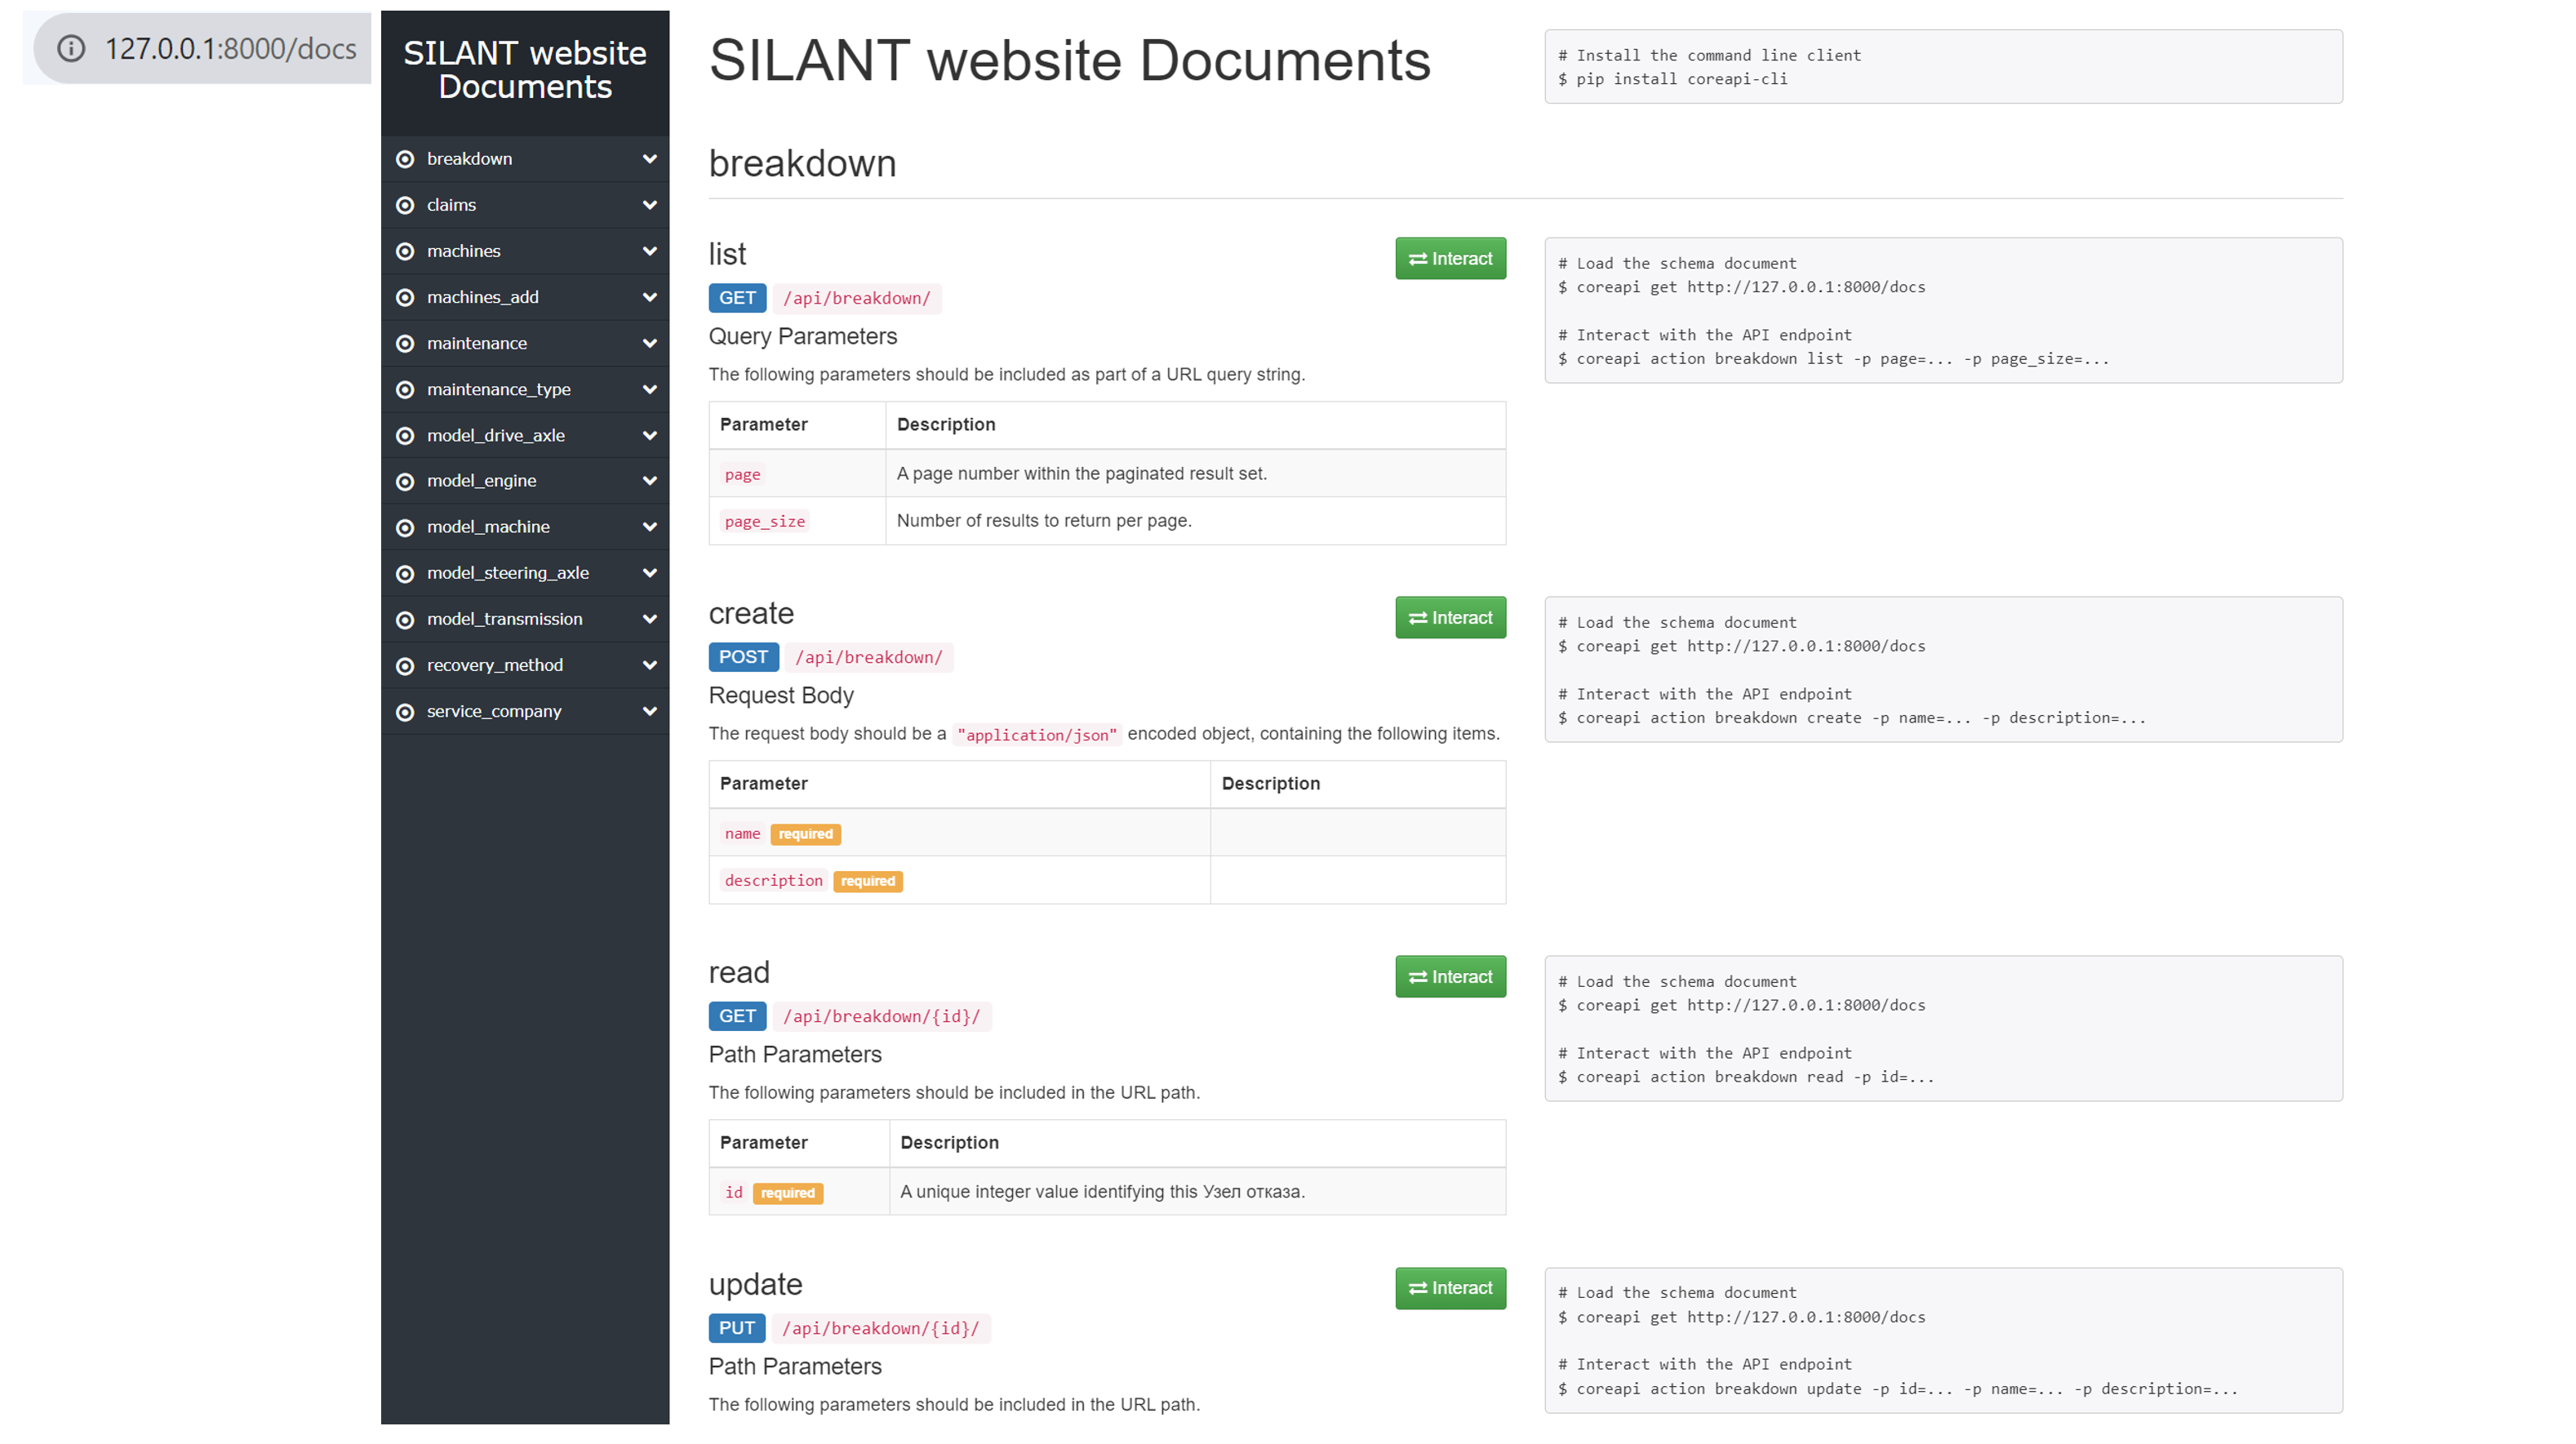 127.0.0.1:8000/docs
SILANT website
Documents
breakdown
claims
machines
machines_add
maintenance
maintenance_type
model_drive_axle
model_engine
model_machine
model_steering_axle
model_transmission
recovery_method
service_company
SILANT website Documents
# Install the command line client
$ pip install coreapi-cli
breakdown
list
Interact
GET /api/breakdown/
Query Parameters
The following parameters should be included as part of a URL query string.
Parameter Description
page A page number within the paginated result set.
page_size Number of results to return per page.
# Load the schema document
$ coreapi get http://127.0.0.1:8000/docs
# Interact with the API endpoint
$ coreapi action breakdown list -p page=... -p page_size=...
create
Interact
POST /api/breakdown/
Request Body
The request body should be a "application/json" encoded object, containing the following items.
Parameter Description
name required
description required
# Load the schema document
$ coreapi get http://127.0.0.1:8000/docs
# Interact with the API endpoint
$ coreapi action breakdown create -p name=... -p description=...
read
Interact
GET /api/breakdown/{id}/
Path Parameters
The following parameters should be included in the URL path.
Parameter Description
id required A unique integer value identifying this Узел отказа.
# Load the schema document
$ coreapi get http://127.0.0.1:8000/docs
# Interact with the API endpoint
$ coreapi action breakdown read -p id=...
update
Interact
PUT /api/breakdown/{id}/
Path Parameters
The following parameters should be included in the URL path.
# Load the schema document
$ coreapi get http://127.0.0.1:8000/docs
# Interact with the API endpoint
$ coreapi action breakdown update -p id=... -p name=... -p description=...